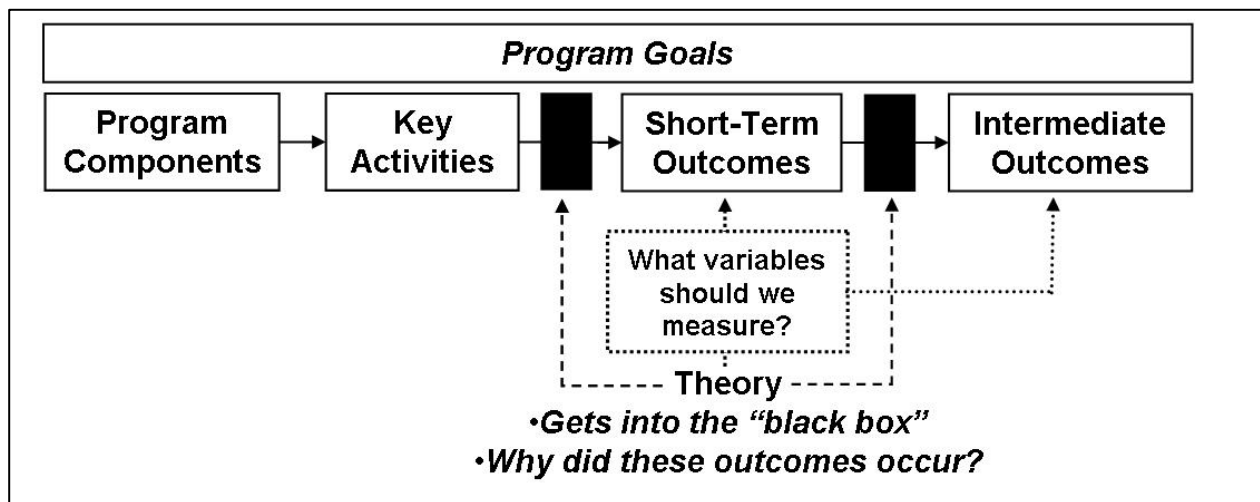 Program Goals
Program
Components
Key
Activities
Short-Term
Outcomes
Intermediate
Outcomes
What variables
should we
measure?
Theory
•Gets into the “black box”
•Why did these outcomes occur?